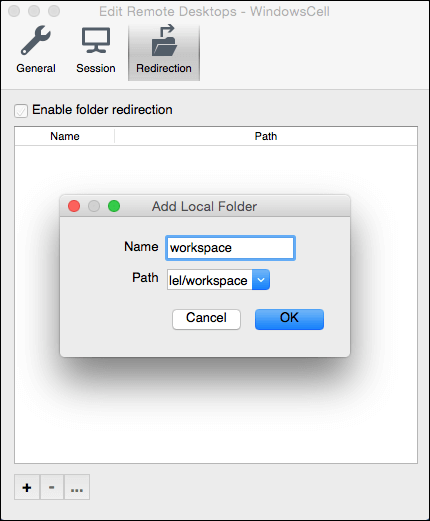 Edit Remote Desktops - WindowsCell
General Session Redirection
Enable folder redirection
Name Path
Add Local Folder
Name workspace
Path lel/workspace
Cancel OK
+ - ...